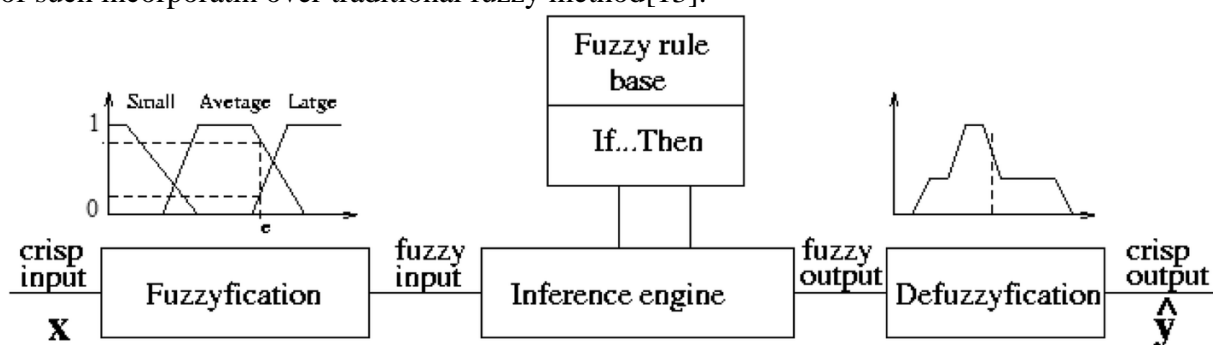 of such incorporatin over traditional fuzzy method[15].
Fuzzy rule
base
If...Then
Small Avetage Latge
1
0
e
crisp
input
x
Fuzzyfication
fuzzy
input
Inference engine
fuzzy
output
Defuzzyfication
crisp
output
ŷ